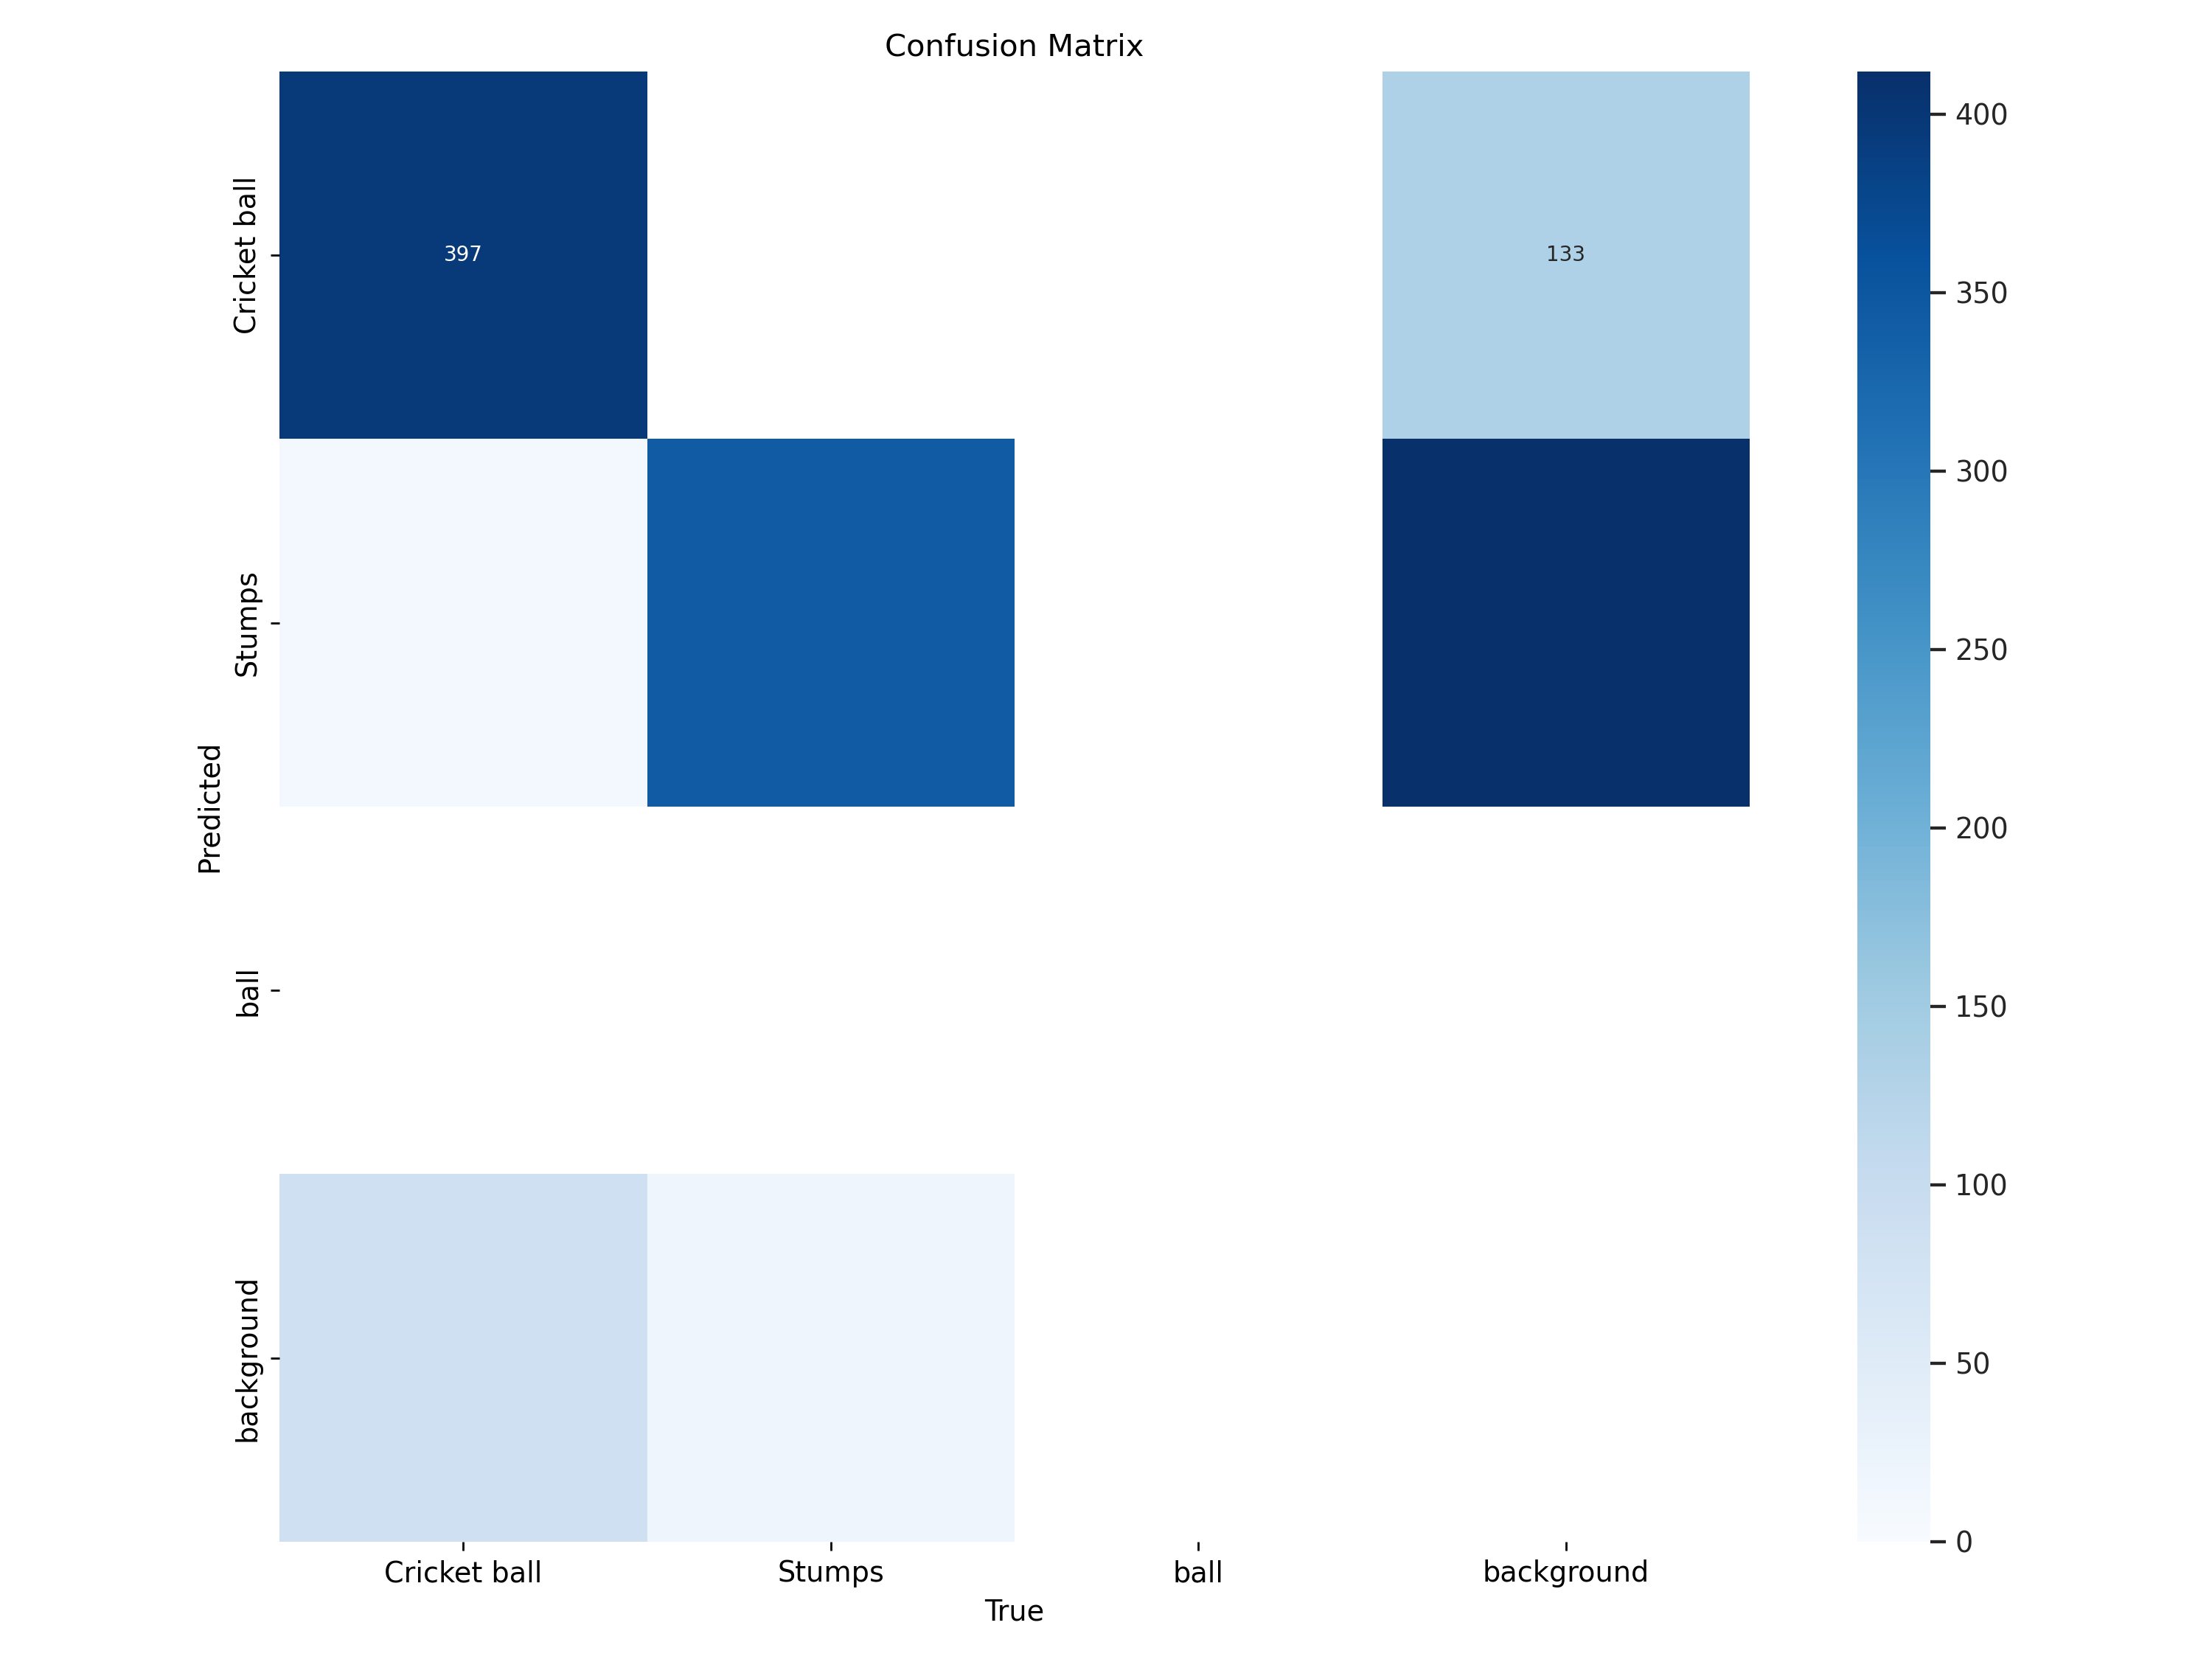 Confusion Matrix
Cricket ball
Stumps
ball
background
Predicted
397
133
Cricket ball
Stumps
ball
background
True
400
350
300
250
200
150
100
50
0